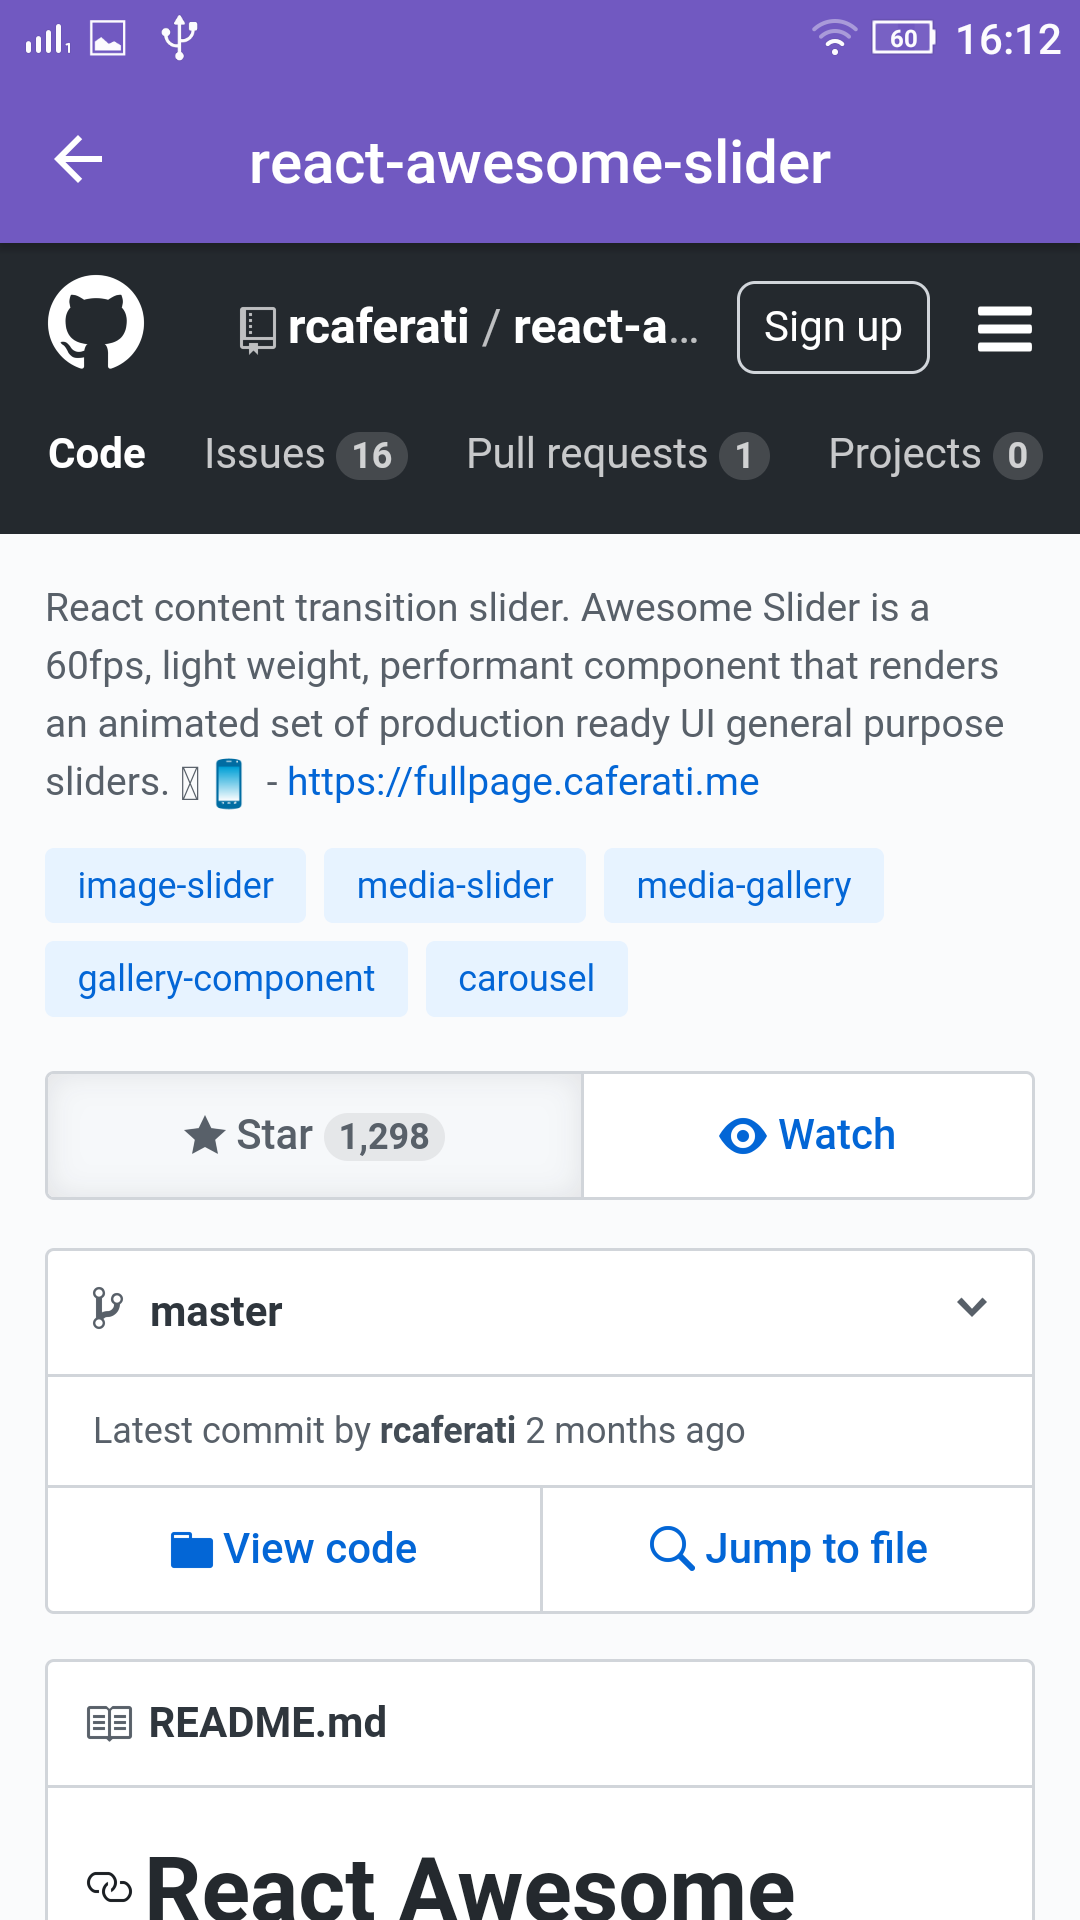 1 60 16:12
react-awesome-slider
rcaferati / react-a... Sign up
Code Issues 16 Pull requests 1 Projects 0
React content transition slider. Awesome Slider is a
60fps, light weight, performant component that renders
an animated set of production ready UI general purpose
sliders. 📱 - https://fullpage.caferati.me
image-slider media-slider media-gallery
gallery-component carousel
Star 1,298 Watch
master
Latest commit by rcaferati 2 months ago
View code Jump to file
README.md
React Awesome